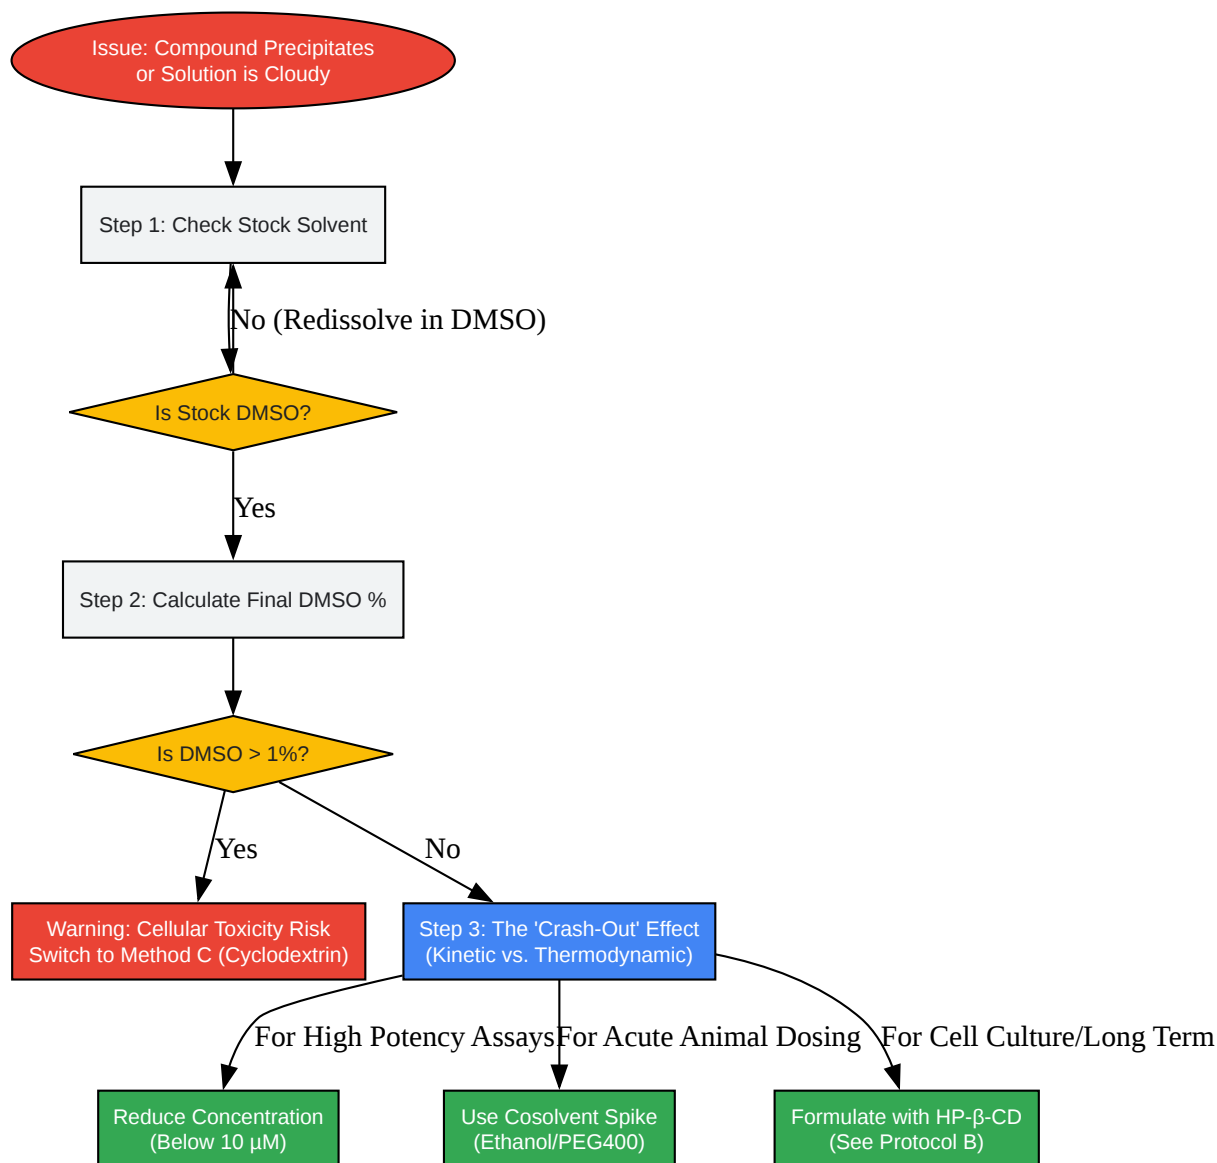 Issue: Compound Precipitates
or Solution is Cloudy
Step 1: Check Stock Solvent
No (Redissolve in DMSO)
Is Stock DMSO?
Yes
Step 2: Calculate Final DMSO %
Is DMSO > 1%?
Yes
No
Warning: Cellular Toxicity Risk
Switch to Method C (Cyclodextrin)
Step 3: The 'Crash-Out' Effect
(Kinetic vs. Thermodynamic)
For High Potency Assays
For Acute Animal Dosing
For Cell Culture/Long Term
Reduce Concentration
(Below 10 µM)
Use Cosolvent Spike
(Ethanol/PEG400)
Formulate with HP-β-CD
(See Protocol B)